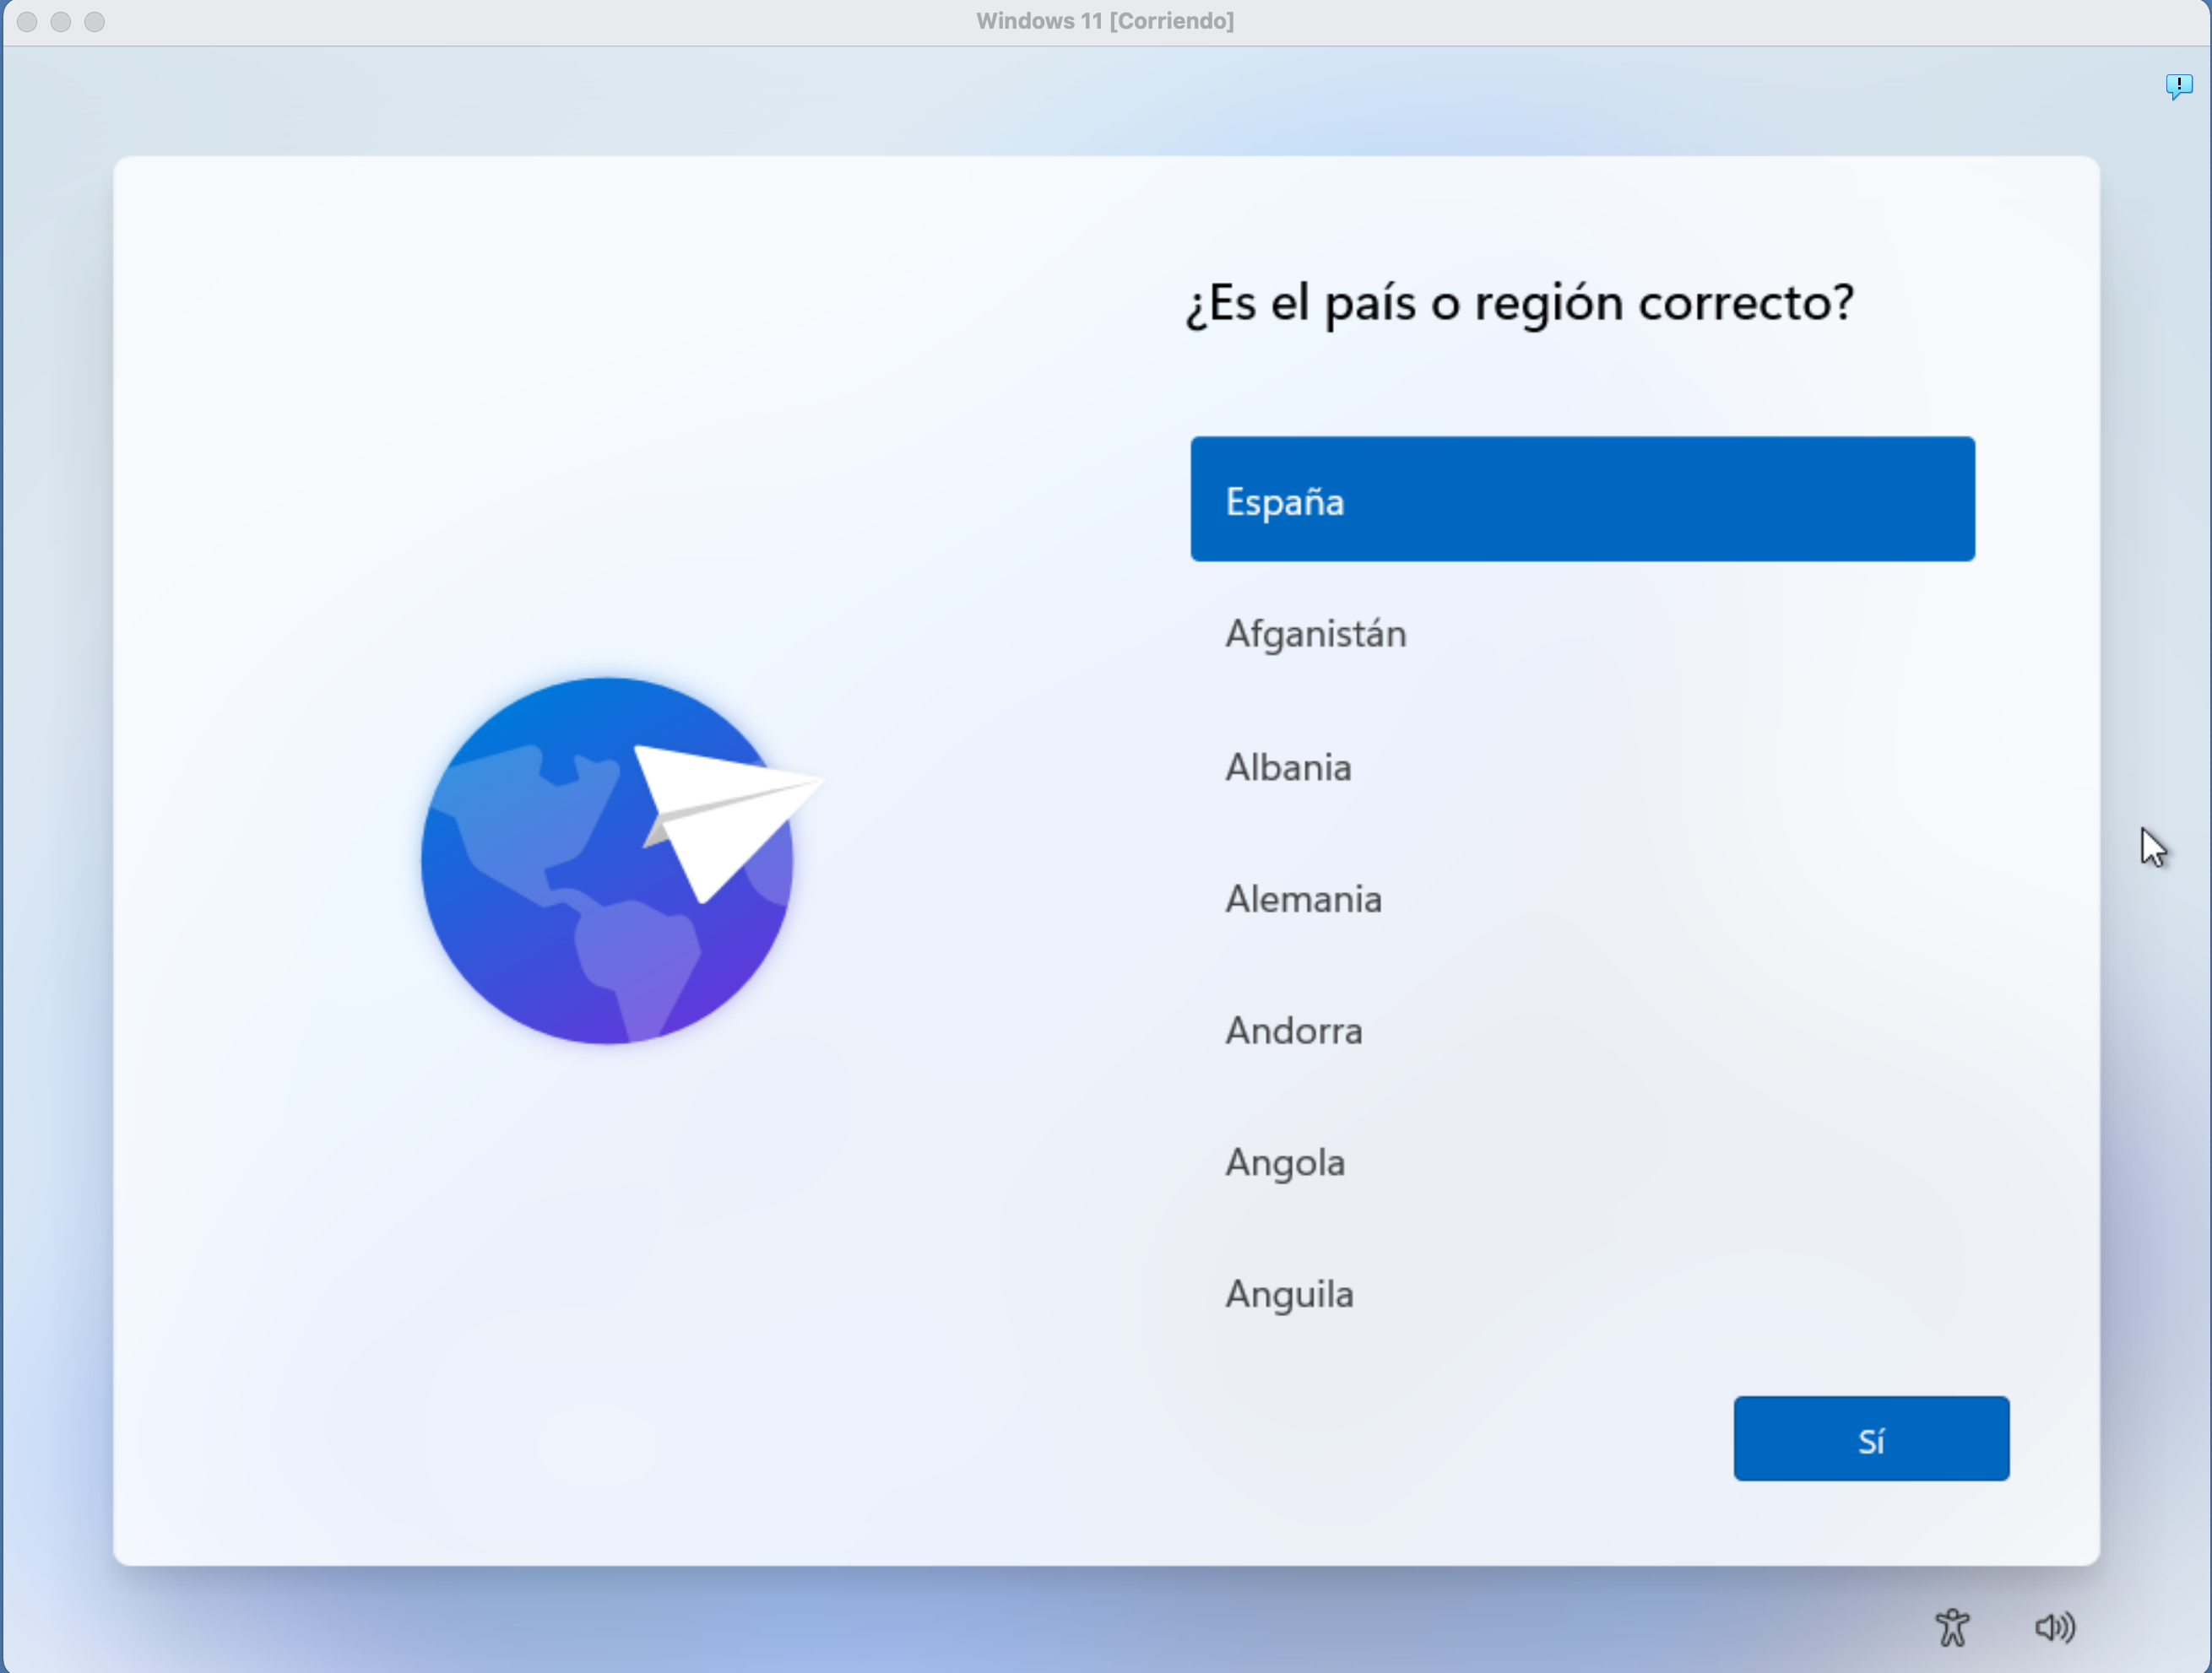 Windows 11 [Corriendo]
¿Es el país o región correcto?
España
Afganistán
Albania
Alemania
Andorra
Angola
Anguila
Sí